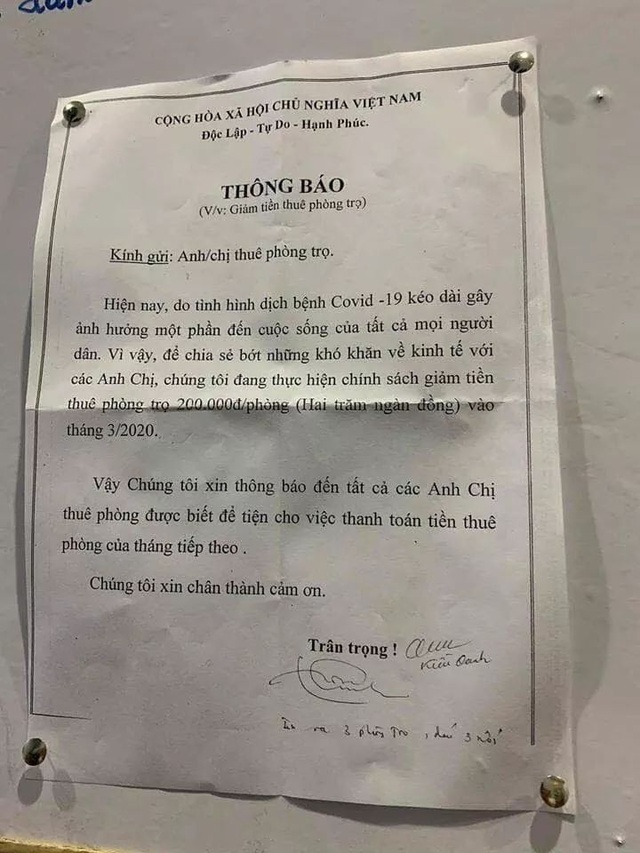 CỘNG HÒA XÃ HỘI CHỦ NGHĨA VIỆT NAM
Độc Lập - Tự Do - Hạnh Phúc.
THÔNG BÁO
(V/v: Giảm tiền thuê phòng trọ)
Kính gửi: Anh/chị thuê phòng trọ.
Hiện nay, do tình hình dịch bệnh Covid -19 kéo dài gây
ảnh hưởng một phần đến cuộc sống của tất cả mọi người
dân. Vì vậy, để chia sẻ bớt những khó khăn về kinh tế với
các Anh Chị, chúng tôi đang thực hiện chính sách giảm tiền
thuê phòng trọ 200.000đ/phòng (Hai trăm ngàn đồng) vào
tháng 3/2020.
Vậy Chúng tôi xin thông báo đến tất cả các Anh Chị
thuê phòng được biết để tiện cho việc thanh toán tiền thuê
phòng của tháng tiếp theo .
Chúng tôi xin chân thành cảm ơn.
Trân trọng !
Kiều Oanh
ra 3 phòng trọ